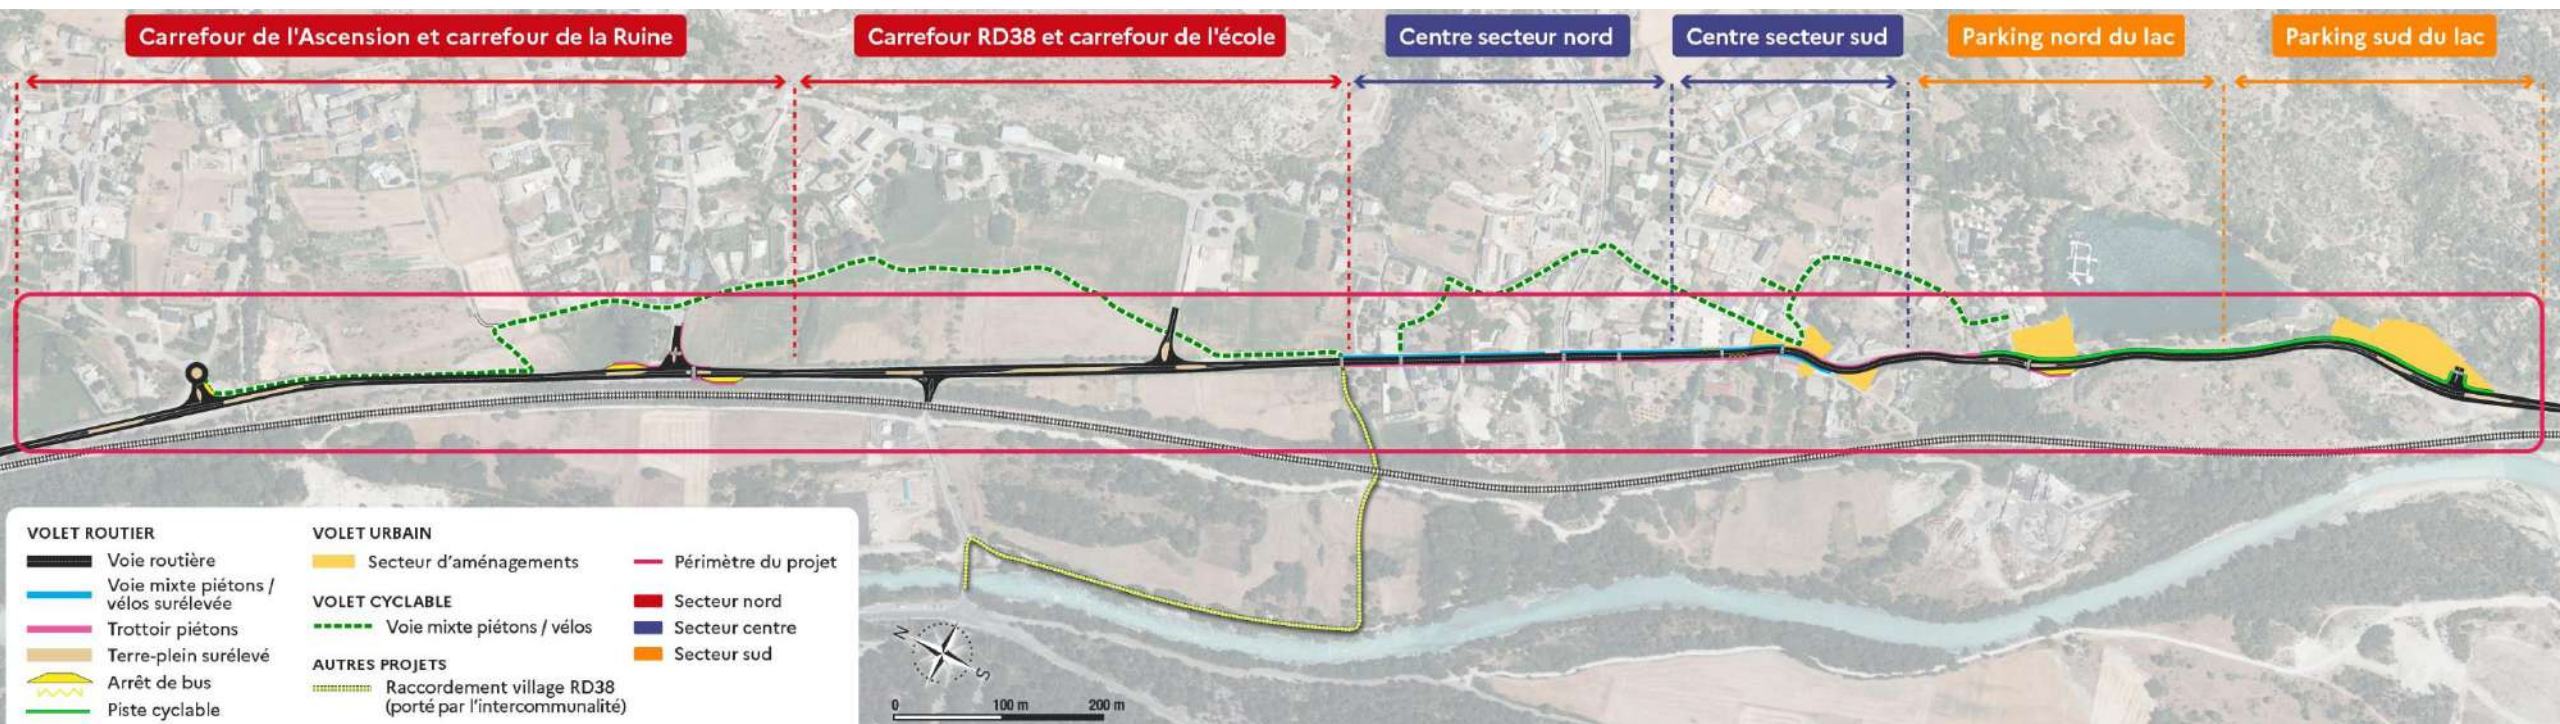 Carrefour de l'Ascension et carrefour de la Ruine
Carrefour RD38 et carrefour de l'école
Centre secteur nord
Centre secteur sud
Parking nord du lac
Parking sud du lac
VOLET ROUTIER
Voie routière
Voie mixte piétons /
vélos surélevée
Trottoir piétons
Terre-plein surélevé
Arrêt de bus
Piste cyclable
VOLET URBAIN
Secteur d'aménagements
VOLET CYCLABLE
Voie mixte piétons / vélos
AUTRES PROJETS
Raccordement village RD38
(porté par l'intercommunalité)
Périmètre du projet
Secteur nord
Secteur centre
Secteur sud
N
S
0 100 m 200 m